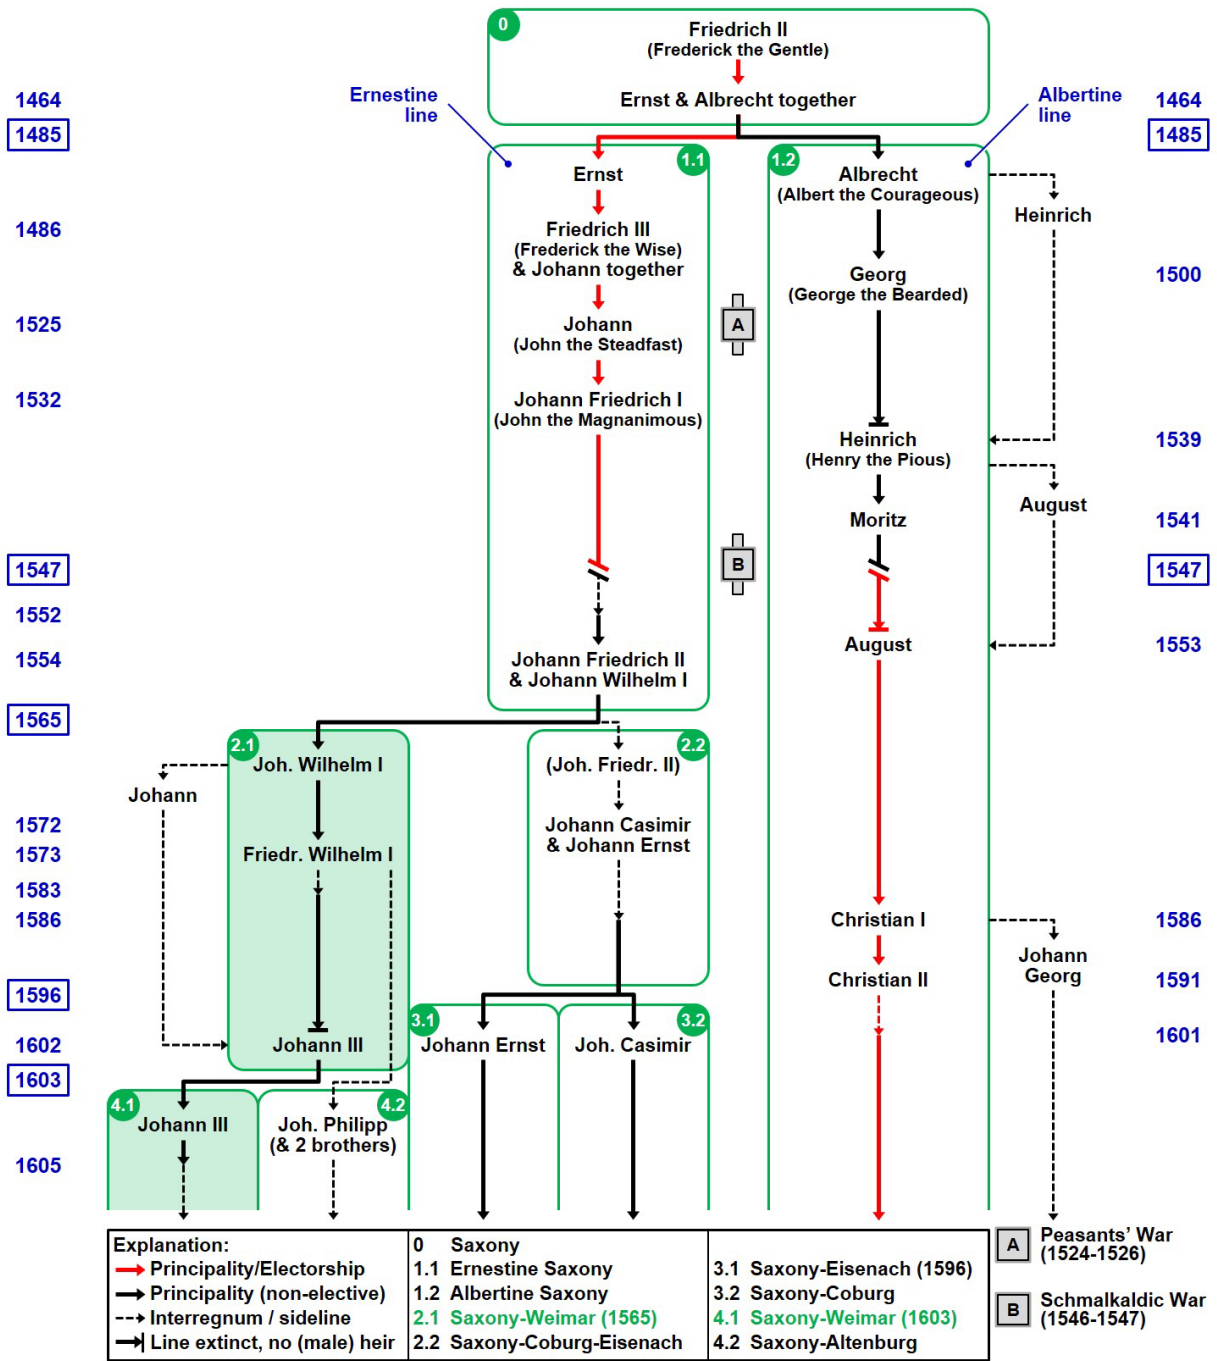 0
Friedrich II
(Frederick the Gentle)
Ernst & Albrecht together
1464
1485
Ernestine
line
Albertine
line
1464
1485
1.1
1.2
Ernst
Albrecht
(Albert the Courageous)
Heinrich
1486
Friedrich III
(Frederick the Wise)
& Johann together
Georg
(George the Bearded)
1500
1525
Johann
(John the Steadfast)
A
1532
Johann Friedrich I
(John the Magnanimous)
Heinrich
(Henry the Pious)
1539
August
Moritz
1541
1547
B
1547
1552
August
1553
1554
Johann Friedrich II
& Johann Wilhelm I
1565
2.1
2.2
Joh. Wilhelm I
(Joh. Friedr. II)
Johann
1572
Johann Casimir
& Johann Ernst
1573
Friedr. Wilhelm I
1583
1586
Christian I
1586
Johann
Georg
Christian II
1591
1596
3.1
3.2
1601
1602
Johann III
Johann Ernst
Joh. Casimir
1603
4.1
4.2
Johann III
Joh. Philipp
(& 2 brothers)
1605
Explanation:
Principality/Electorship
Principality (non-elective)
Interregnum / sideline
Line extinct, no (male) heir
0 Saxony
1.1 Ernestine Saxony
1.2 Albertine Saxony
2.1 Saxony-Weimar (1565)
2.2 Saxony-Coburg-Eisenach
3.1 Saxony-Eisenach (1596)
3.2 Saxony-Coburg
4.1 Saxony-Weimar (1603)
4.2 Saxony-Altenburg
A
Peasants' War
(1524-1526)
B
Schmalkaldic War
(1546-1547)